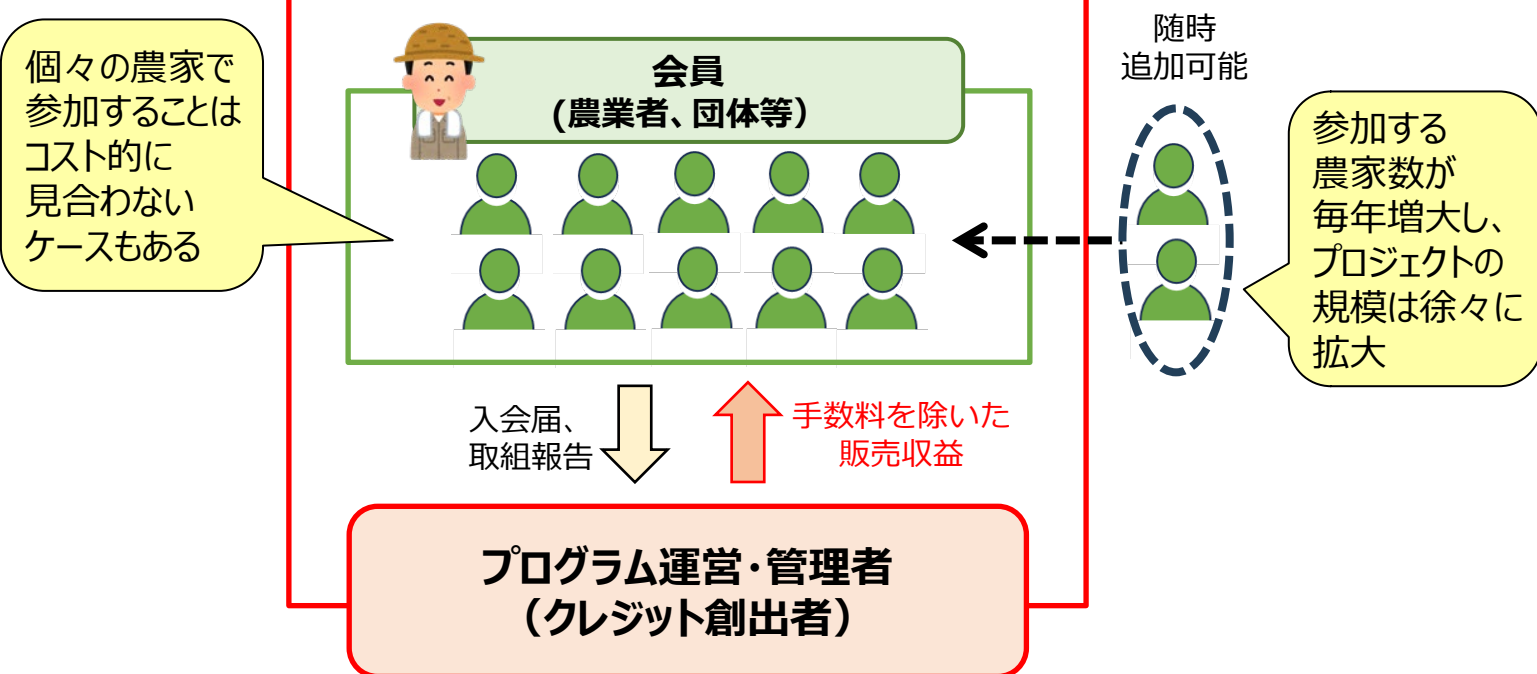 個々の農家で
参加することは
コスト的に
見合わない
ケースもある
会員
(農業者、団体等）
随時
追加可能
参加する
農家数が
毎年増大し、
プロジェクトの
規模は徐々に
拡大
入会届、
取組報告
手数料を除いた
販売収益
プログラム運営・管理者
（クレジット創出者）